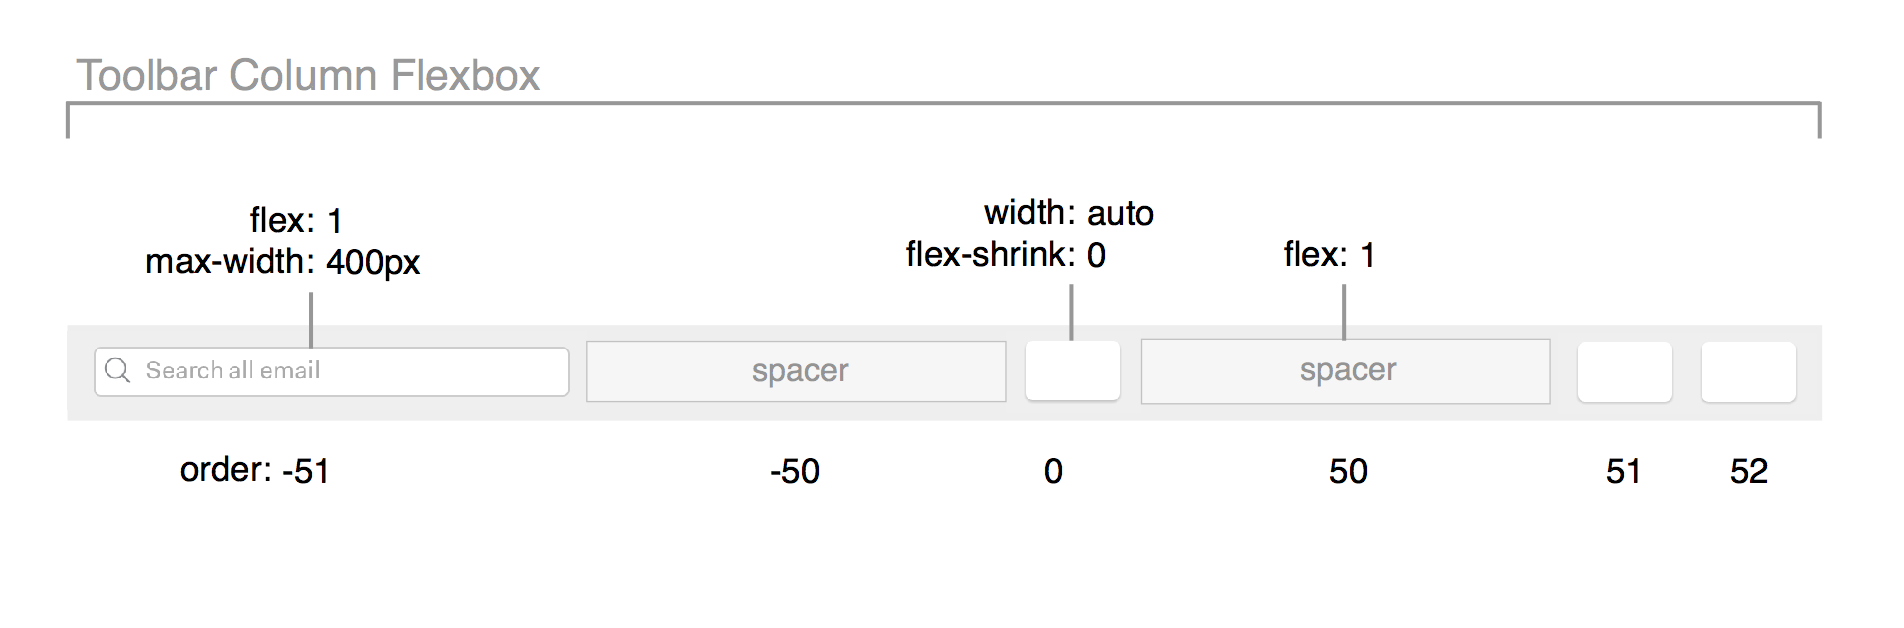 Toolbar Column Flexbox
flex: 1
max-width: 400px
width: auto
flex-shrink: 0
flex: 1
Search all email
spacer
spacer
order: -51
-50
0
50
51
52